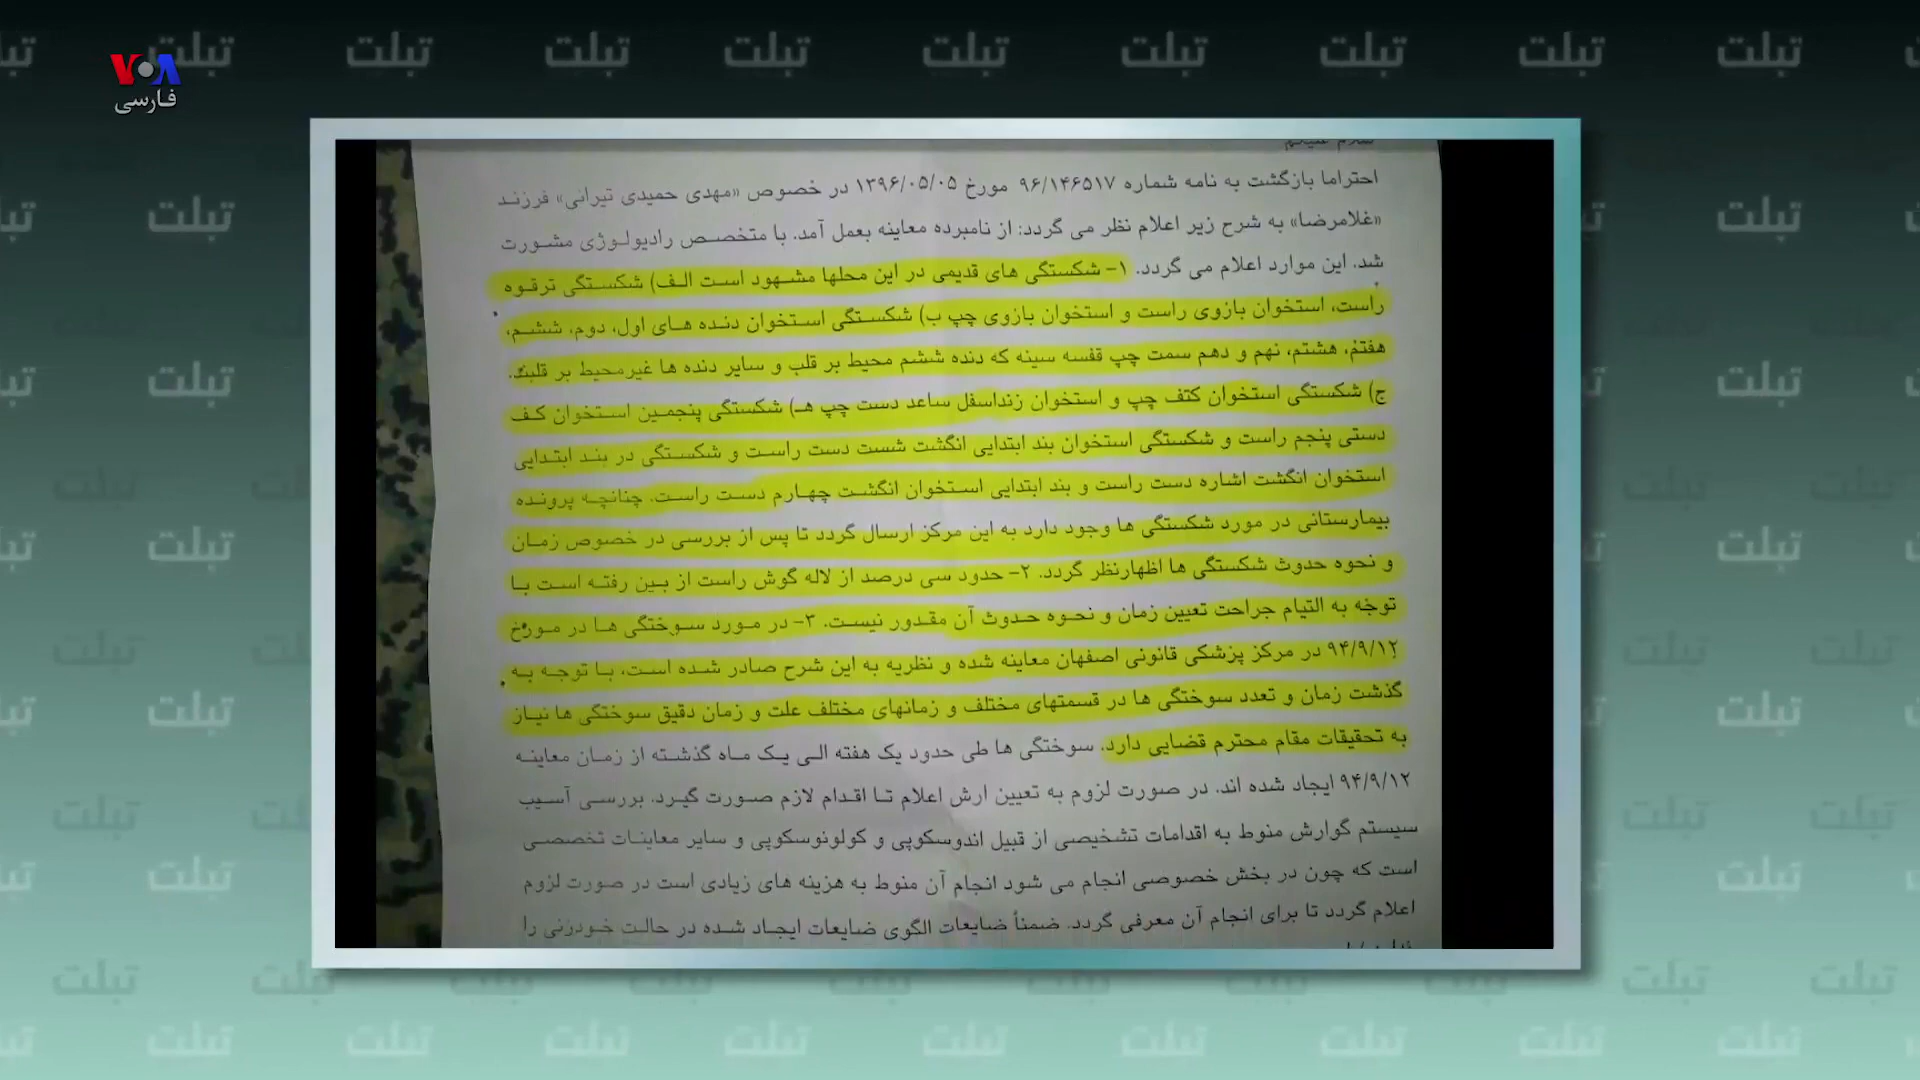 VOA
فارسی
تبلت
سلام علیکم
احتراما بازگشت به نامه شماره ۹۶/۱۴۶۵۱۷ مورخ ۱۳۹۶/۰۵/۰۵ در خصوص «مهدی حمیدی تیرانی» فرزند
«غلامرضا» به شرح زیر اعلام نظر می گردد: از نامبرده معاینه بعمل آمد. با متخصص رادیولوژی مشورت
شد. این موارد اعلام می گردد. ۱- شکستگی های قدیمی در این محلها مشهود است الف) شکستگی ترقوه
راست، استخوان بازوی راست و استخوان بازوی چپ ب) شکستگی استخوان دنده های اول، دوم، ششم،
هفتم، هشتم، نهم و دهم سمت چپ قفسه سینه که دنده ششم محیط بر قلب و سایر دنده ها غیرمحیط بر قلبند.
ج) شکستگی استخوان کتف چپ و استخوان زنداسفل ساعد دست چپ هـ) شکستگی پنجمین استخوان کف
دستی پنجم راست و شکستگی استخوان بند ابتدایی انگشت شست دست راست و شکستگی در بند ابتدایی
استخوان انگشت اشاره دست راست و بند ابتدایی استخوان انگشت چهارم دست راست. چنانچه پرونده
بیمارستانی در مورد شکستگی ها وجود دارد به این مرکز ارسال گردد تا پس از بررسی در خصوص زمان
و نحوه حدوث شکستگی ها اظهارنظر گردد. ۲- حدود سی درصد از لاله گوش راست از بین رفته است با
توجه به التیام جراحت تعیین زمان و نحوه حدوث آن مقدور نیست. ۳- در مورد سوختگی ها در مورخ
۹۴/۹/۱۲ در مرکز پزشکی قانونی اصفهان معاینه شده و نظریه به این شرح صادر شده است، با توجه به
گذشت زمان و تعدد سوختگی ها در قسمتهای مختلف و زمانهای مختلف علت و زمان دقیق سوختگی ها نیاز
به تحقیقات مقام محترم قضایی دارد. سوختگی ها طی حدود یک هفته الی یک ماه گذشته از زمان معاینه
۹۴/۹/۱۲ ایجاد شده اند. در صورت لزوم به تعیین ارش اعلام تا اقدام لازم صورت گیرد. بررسی آسیب
سیستم گوارش منوط به اقدامات تشخیصی از قبیل اندوسکوپی و کولونوسکوپی و سایر معاینات تخصصی
است که چون در بخش خصوصی انجام می شود انجام آن منوط به هزینه های زیادی است در صورت لزوم
اعلام گردد تا برای انجام آن معرفی گردد. ضمناً ضایعات الگوی ضایعات ایجاد شده در حالت خودزنی را